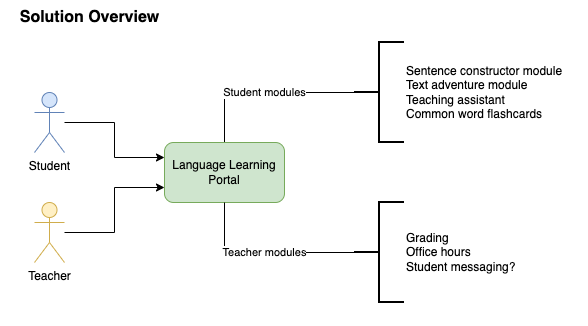 Solution Overview
Student
Teacher
Language Learning
Portal
Student modules
Sentence constructor module
Text adventure module
Teaching assistant
Common word flashcards
Teacher modules
Grading
Office hours
Student messaging?